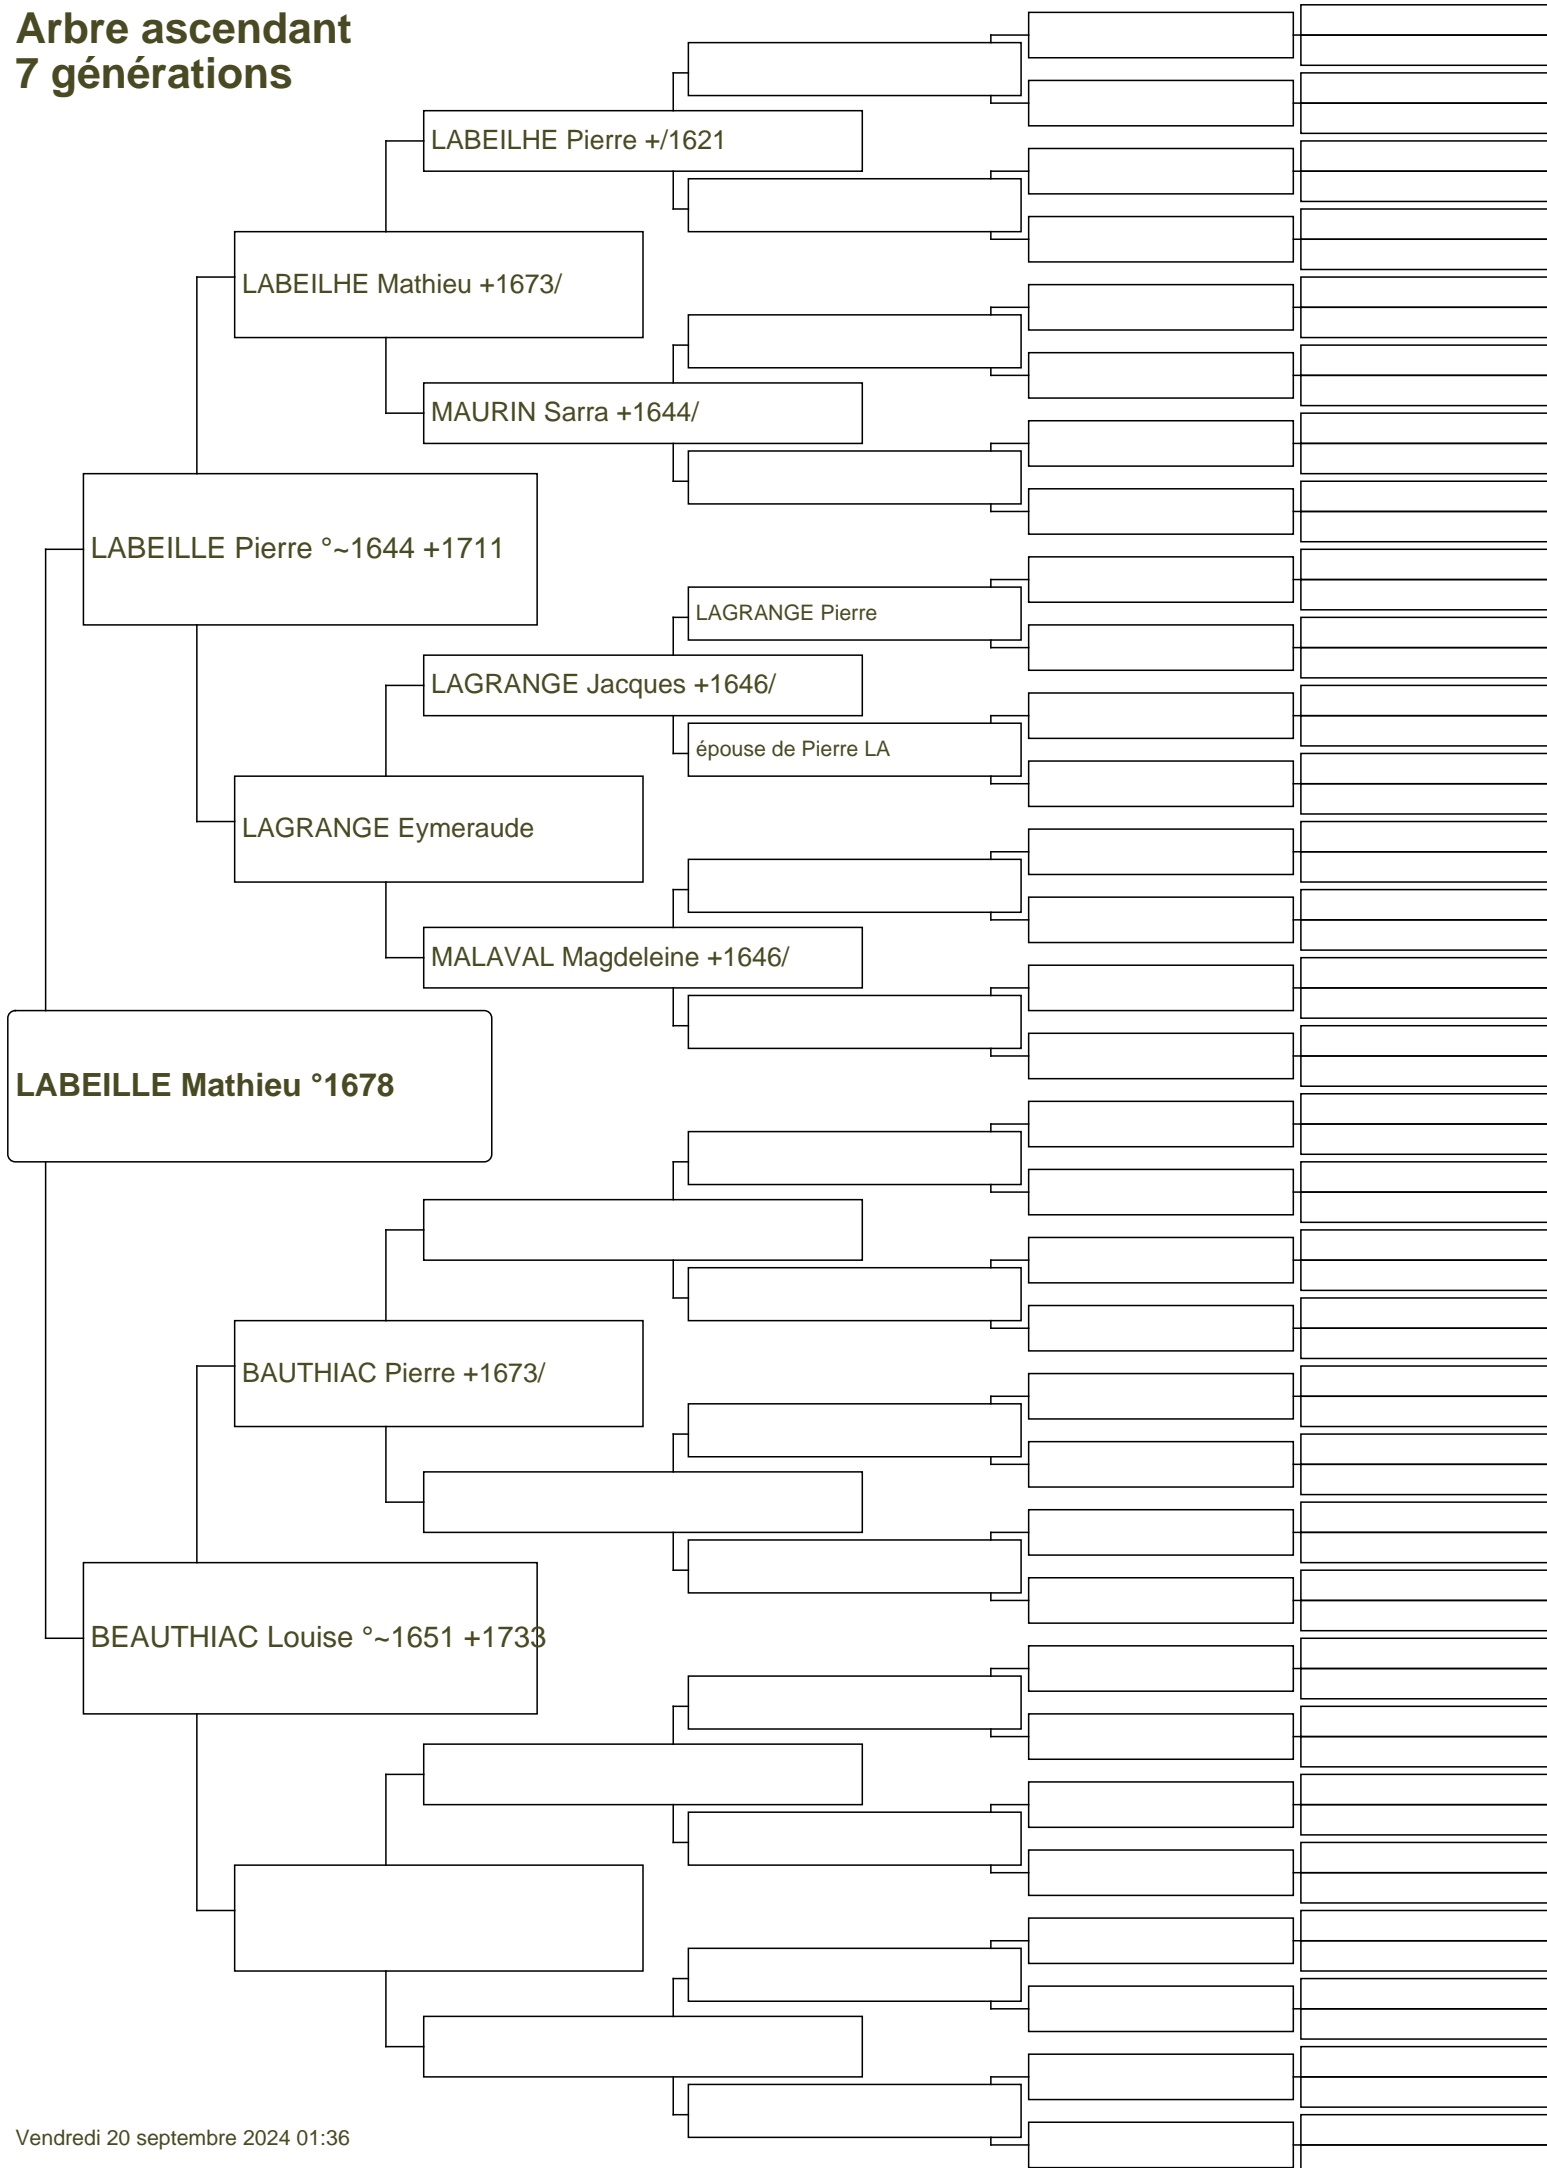 Arbre ascendant
7 générations
LABEILHE Pierre +/1621
LABEILHE Mathieu +1673/
MAURIN Sarra +1644/
LABEILLE Pierre °~1644 +1711
LAGRANGE Pierre
LAGRANGE Jacques +1646/
épouse de Pierre LA
LAGRANGE Eymeraude
MALAVAL Magdeleine +1646/
LABEILLE Mathieu °1678
BAUTHIAC Pierre +1673/
BEAUTHIAC Louise °~1651 +1733
Vendredi 20 septembre 2024 01:36